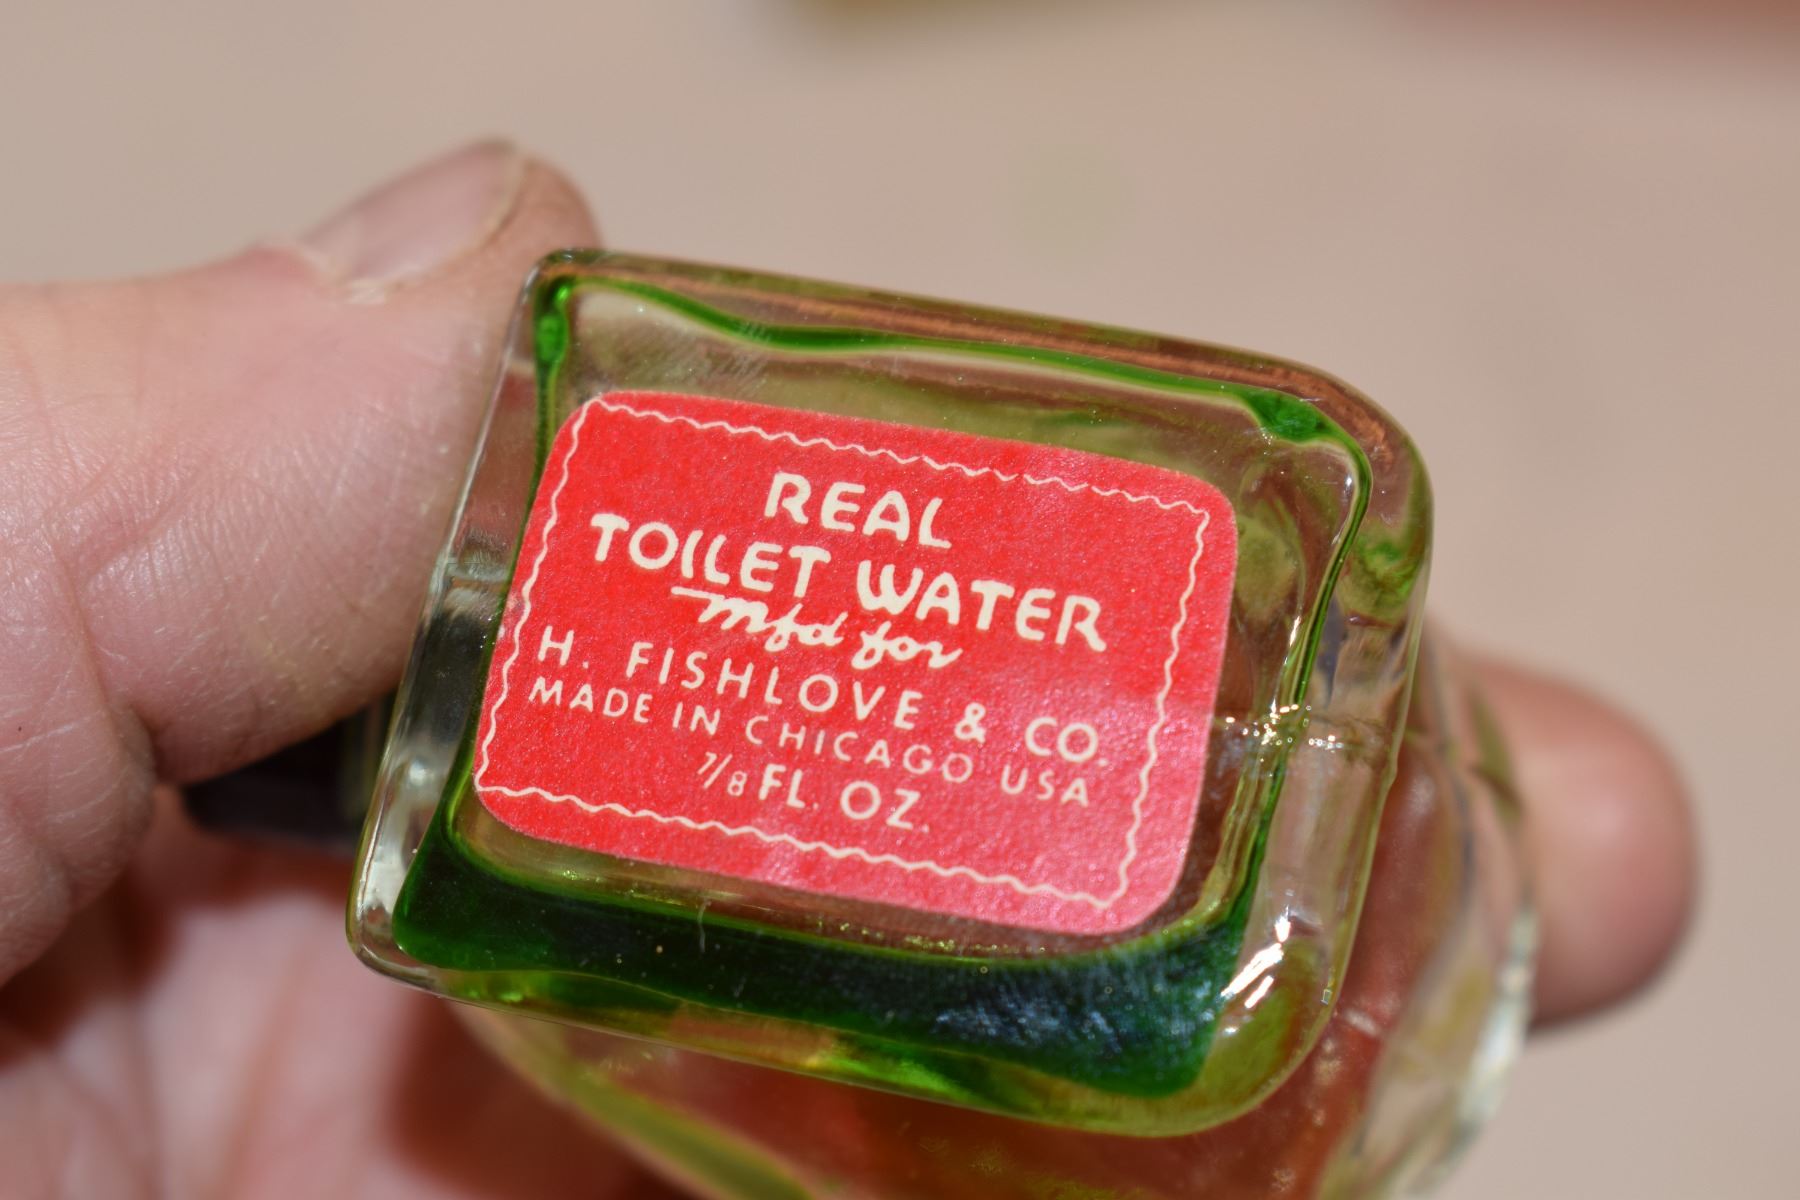 REAL
TOILET WATER
Mfd for
H. FISHLOVE & CO.
MADE IN CHICAGO USA
7/8 FL. OZ.